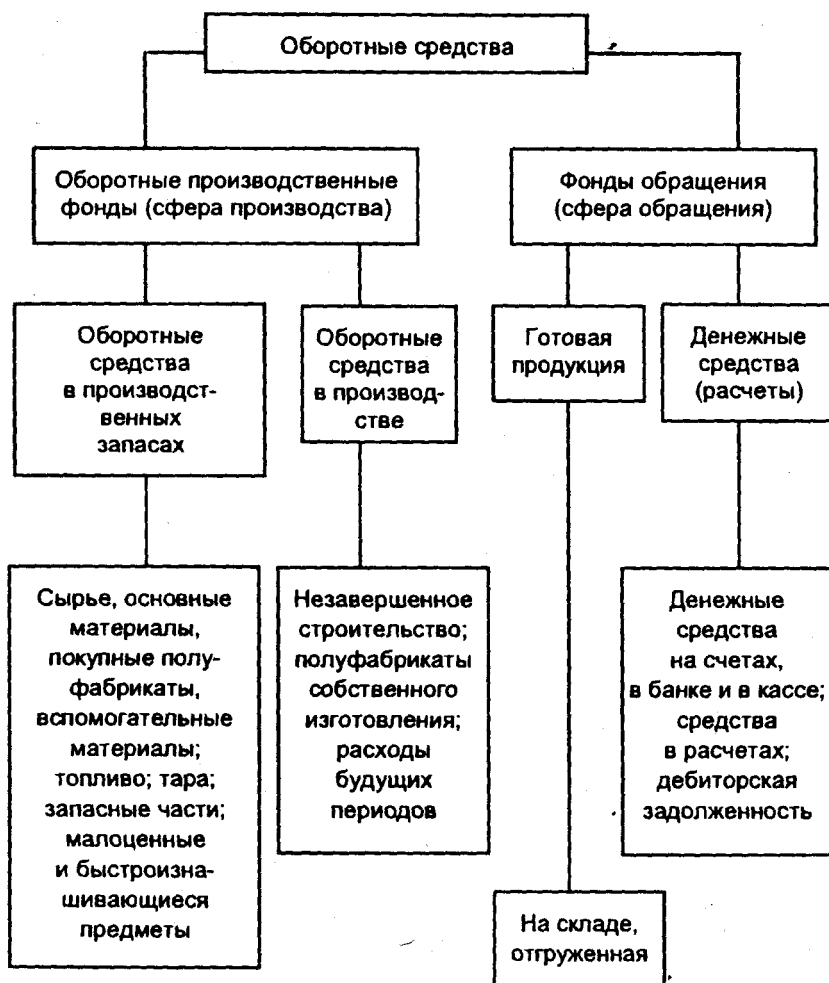 Оборотные средства
Оборотные производственные
фонды (сфера производства)
Фонды обращения
(сфера обращения)
Оборотные
средства
в производст-
венных
запасах
Оборотные
средства
в производ-
стве
Готовая
продукция
Денежные
средства
(расчеты)
Сырье, основные
материалы,
покупные полу-
фабрикаты,
вспомогательные
материалы;
топливо; тара;
запасные части;
малоценные
и быстроизна-
шивающиеся
предметы
Незавершенное
строительство;
полуфабрикаты
собственного
изготовления;
расходы
будущих
периодов
Денежные
средства
на счетах,
в банке и в кассе;
средства
в расчетах;
дебиторская
задолженность
На складе,
отгруженная